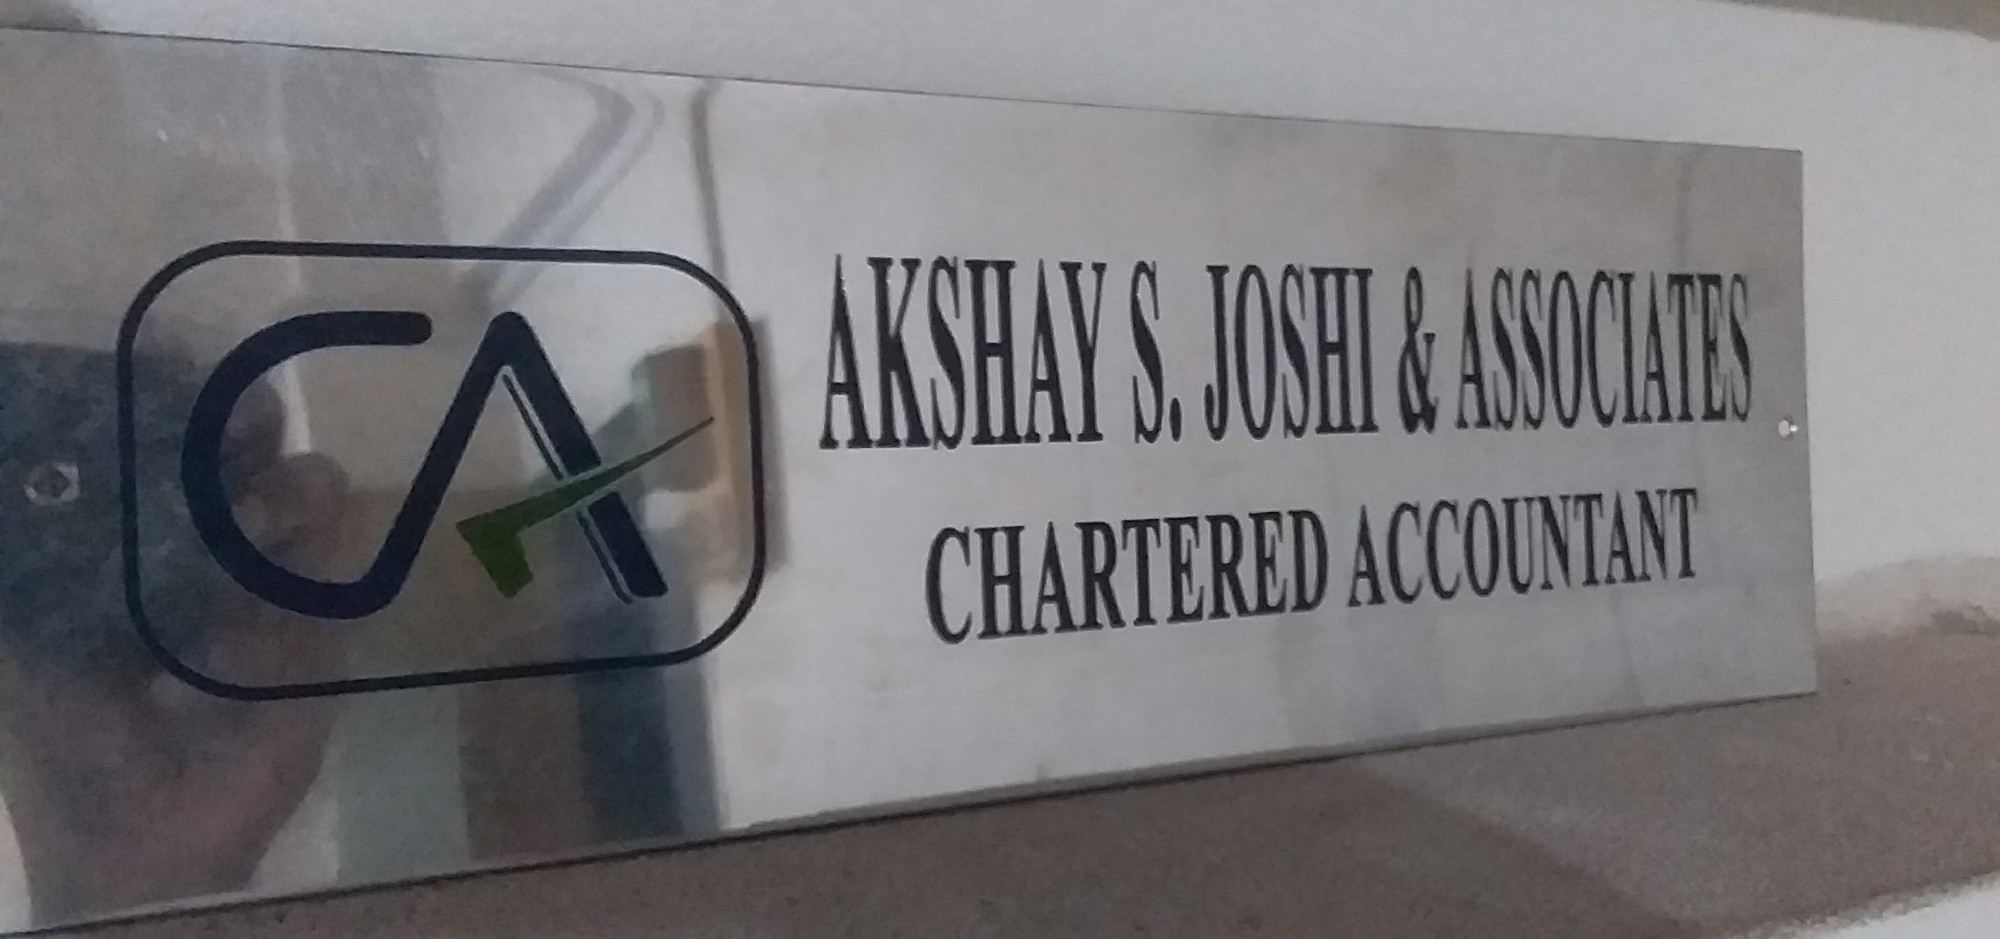 CA
AKSHAY S. JOSHI & ASSOCIATES
CHARTERED ACCOUNTANT